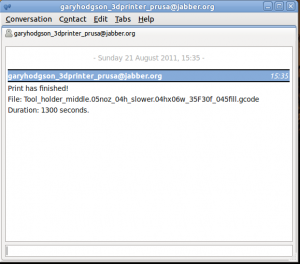 garyhodgson_3dprinter_prusa@jabber.org
Conversation Contact Edit Tabs Help
garyhodgson_3dprinter_prusa@jabber.org
- Sunday 21 August 2011, 15:35 -
garyhodgson_3dprinter_prusa@jabber.org 15:35
Print has finished!
File: Tool_holder_middle.05noz_04h_slower.04hx06w_35F30f_045fill.gcode
Duration: 1300 seconds.